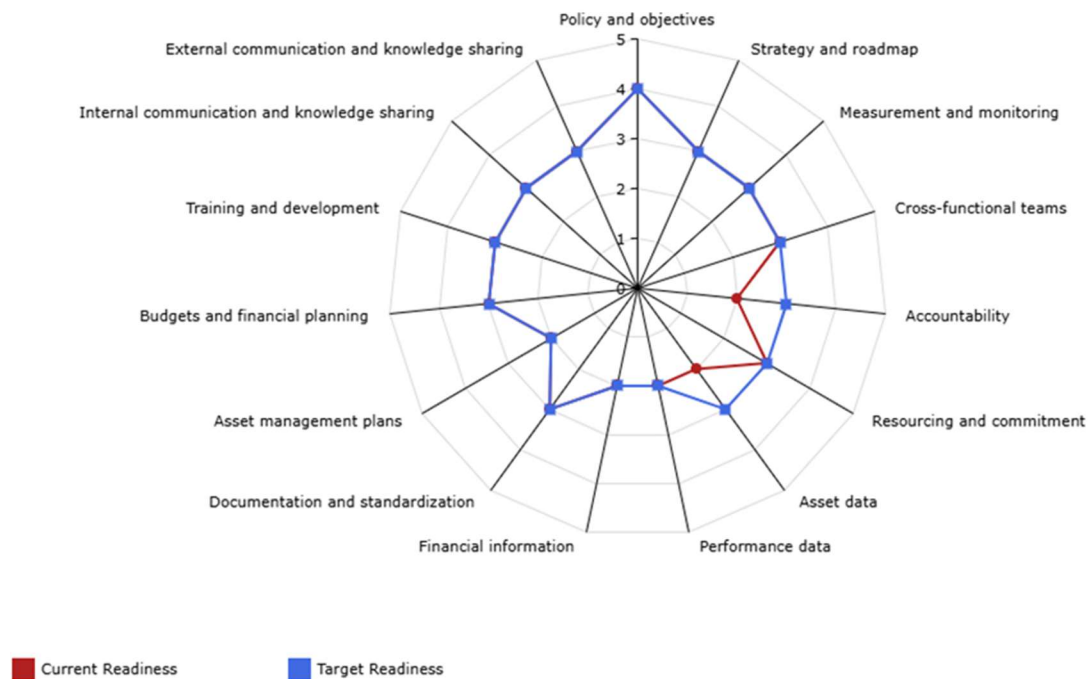 Policy and objectives
External communication and knowledge sharing
Strategy and roadmap
Internal communication and knowledge sharing
Measurement and monitoring
Training and development
Cross-functional teams
Budgets and financial planning
Accountability
Asset management plans
Resourcing and commitment
Documentation and standardization
Asset data
Financial information
Performance data
5
4
3
2
1
0
Current Readiness
Target Readiness